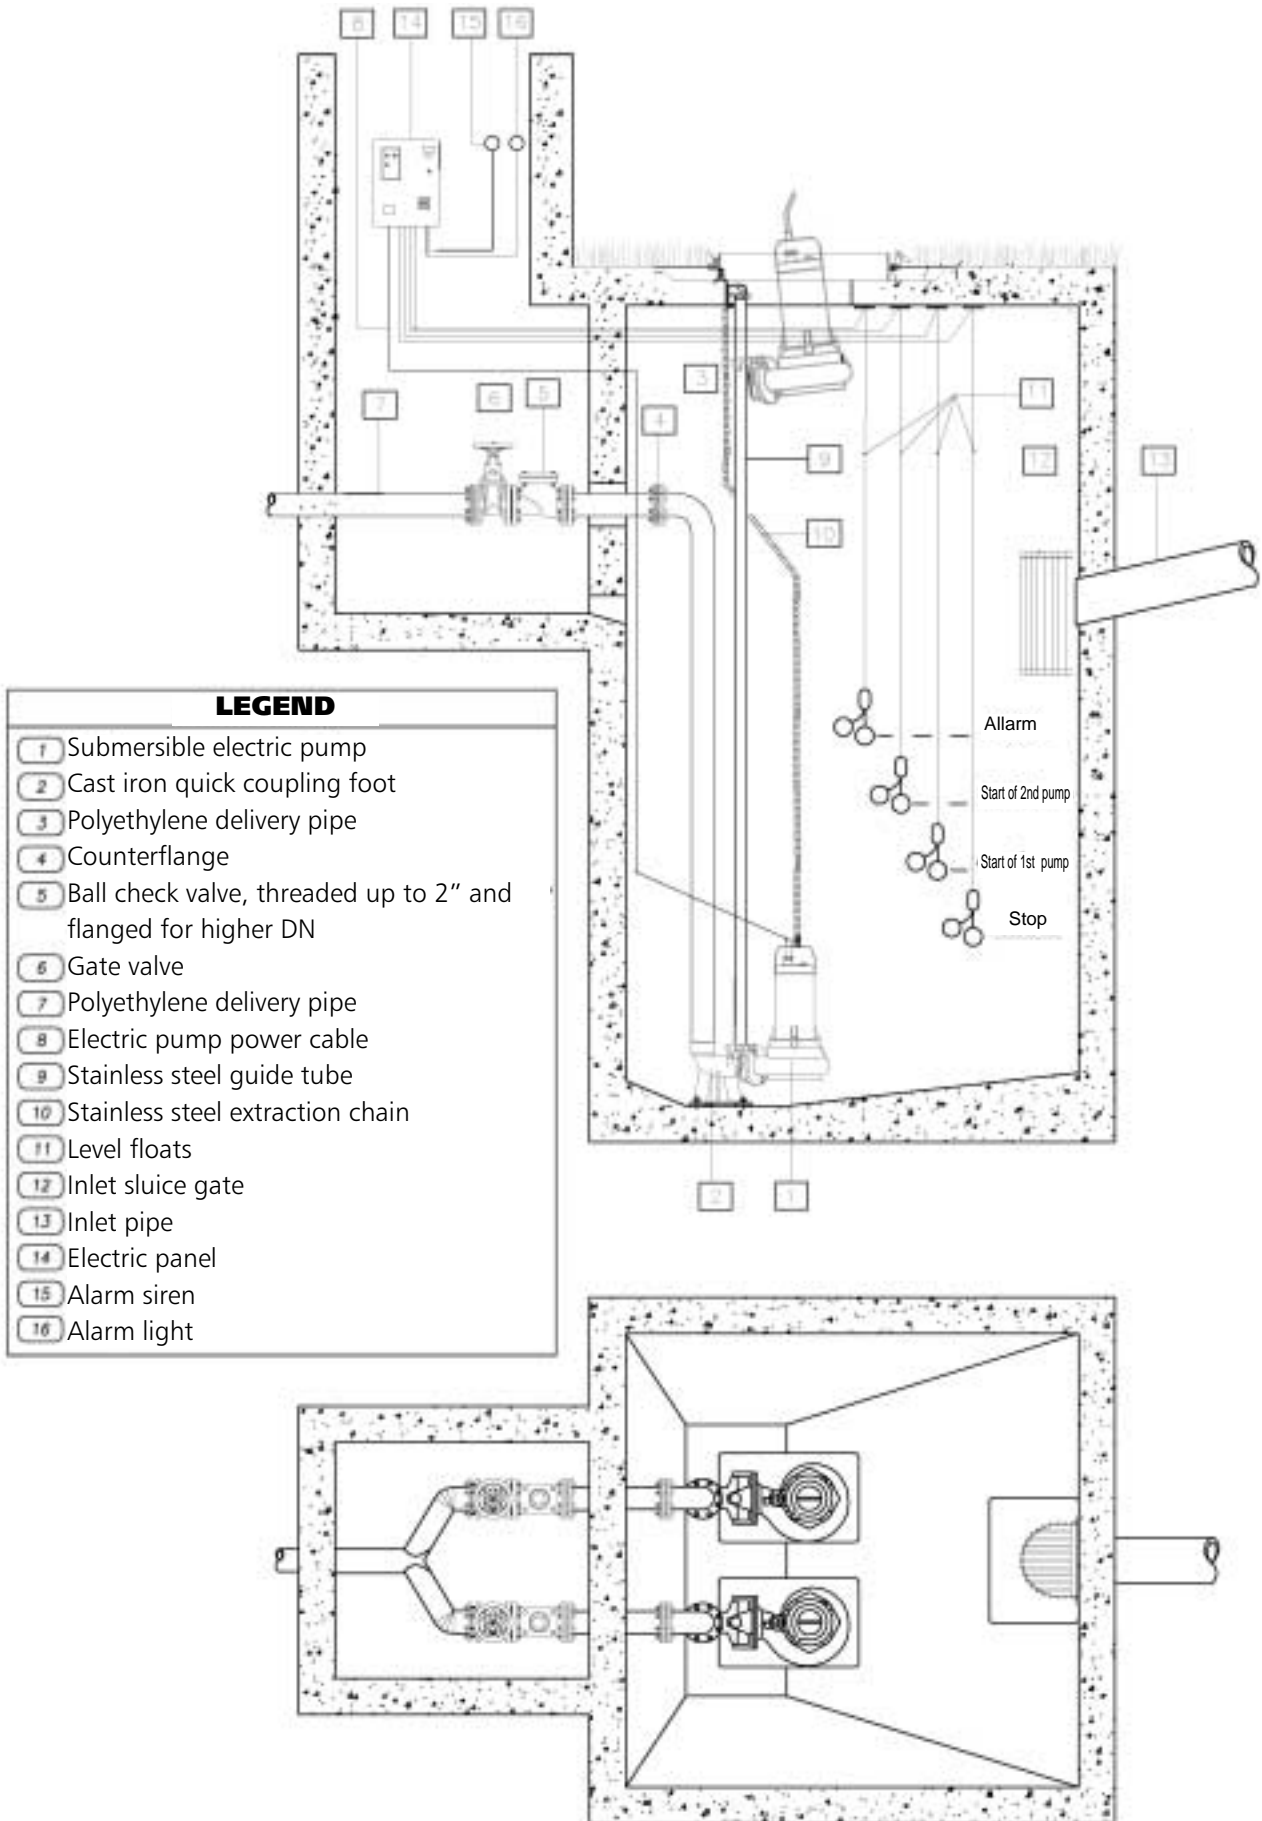 8 14 15 16
3
11
7 6 5 4
9 12 13
10
LEGEND
1 Submersible electric pump
2 Cast iron quick coupling foot
3 Polyethylene delivery pipe
4 Counterflange
5 Ball check valve, threaded up to 2” and
flanged for higher DN
6 Gate valve
7 Polyethylene delivery pipe
8 Electric pump power cable
9 Stainless steel guide tube
10 Stainless steel extraction chain
11 Level floats
12 Inlet sluice gate
13 Inlet pipe
14 Electric panel
15 Alarm siren
16 Alarm light
Allarm
Start of 2nd pump
Start of 1st pump
Stop
2 1